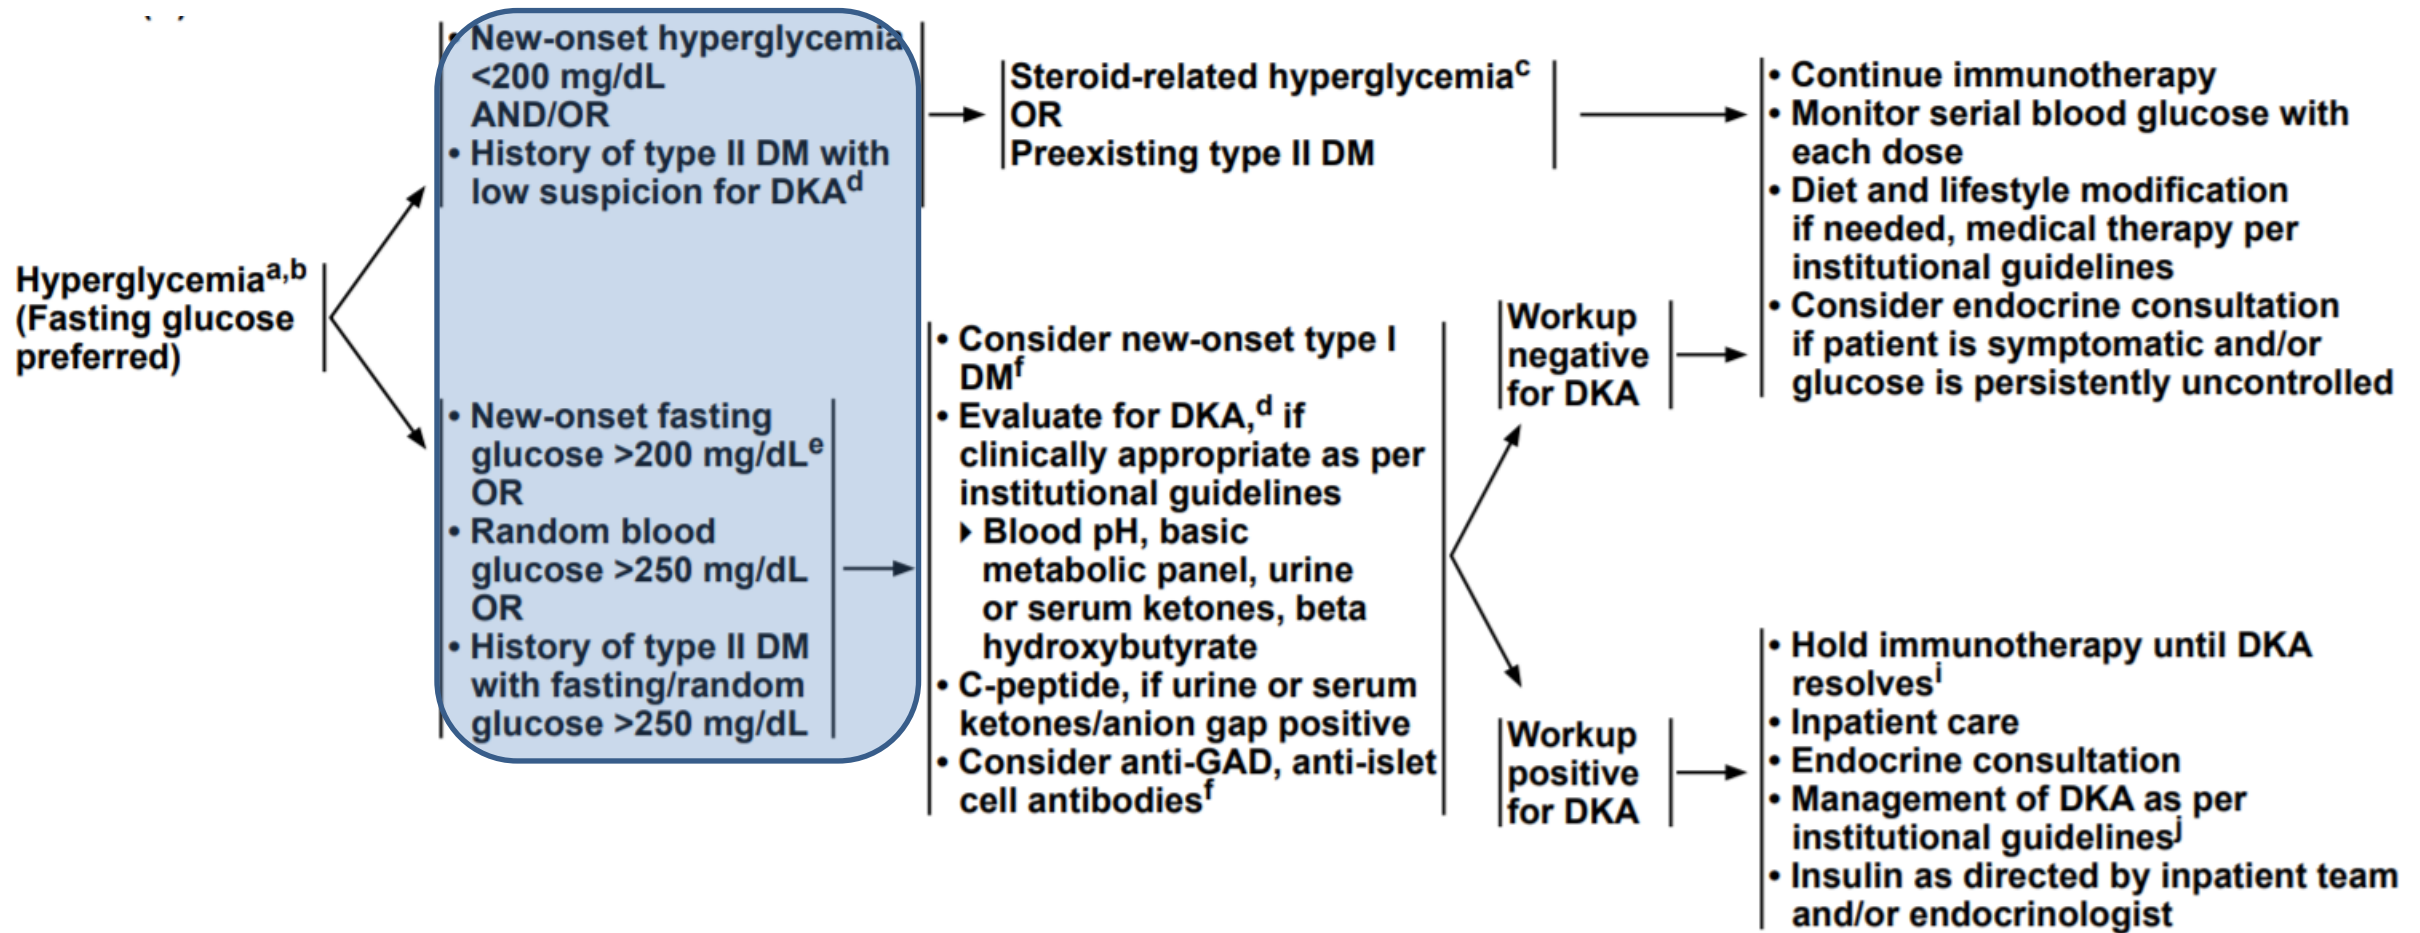 Hyperglycemia^a,b
(Fasting glucose
preferred)
• New-onset hyperglycemia
<200 mg/dL
AND/OR
• History of type II DM with
low suspicion for DKA^d
Steroid-related hyperglycemia^c
OR
Preexisting type II DM
• Continue immunotherapy
• Monitor serial blood glucose with
each dose
• Diet and lifestyle modification
if needed, medical therapy per
institutional guidelines
• Consider endocrine consultation
if patient is symptomatic and/or
glucose is persistently uncontrolled
• New-onset fasting
glucose >200 mg/dL^e
OR
• Random blood
glucose >250 mg/dL
OR
• History of type II DM
with fasting/random
glucose >250 mg/dL
• Consider new-onset type I
DM^f
• Evaluate for DKA,^d if
clinically appropriate as per
institutional guidelines
‣ Blood pH, basic
metabolic panel, urine
or serum ketones, beta
hydroxybutyrate
• C-peptide, if urine or serum
ketones/anion gap positive
• Consider anti-GAD, anti-islet
cell antibodies^f
Workup
negative
for DKA
Workup
positive
for DKA
• Hold immunotherapy until DKA
resolves^i
• Inpatient care
• Endocrine consultation
• Management of DKA as per
institutional guidelines^j
• Insulin as directed by inpatient team
and/or endocrinologist